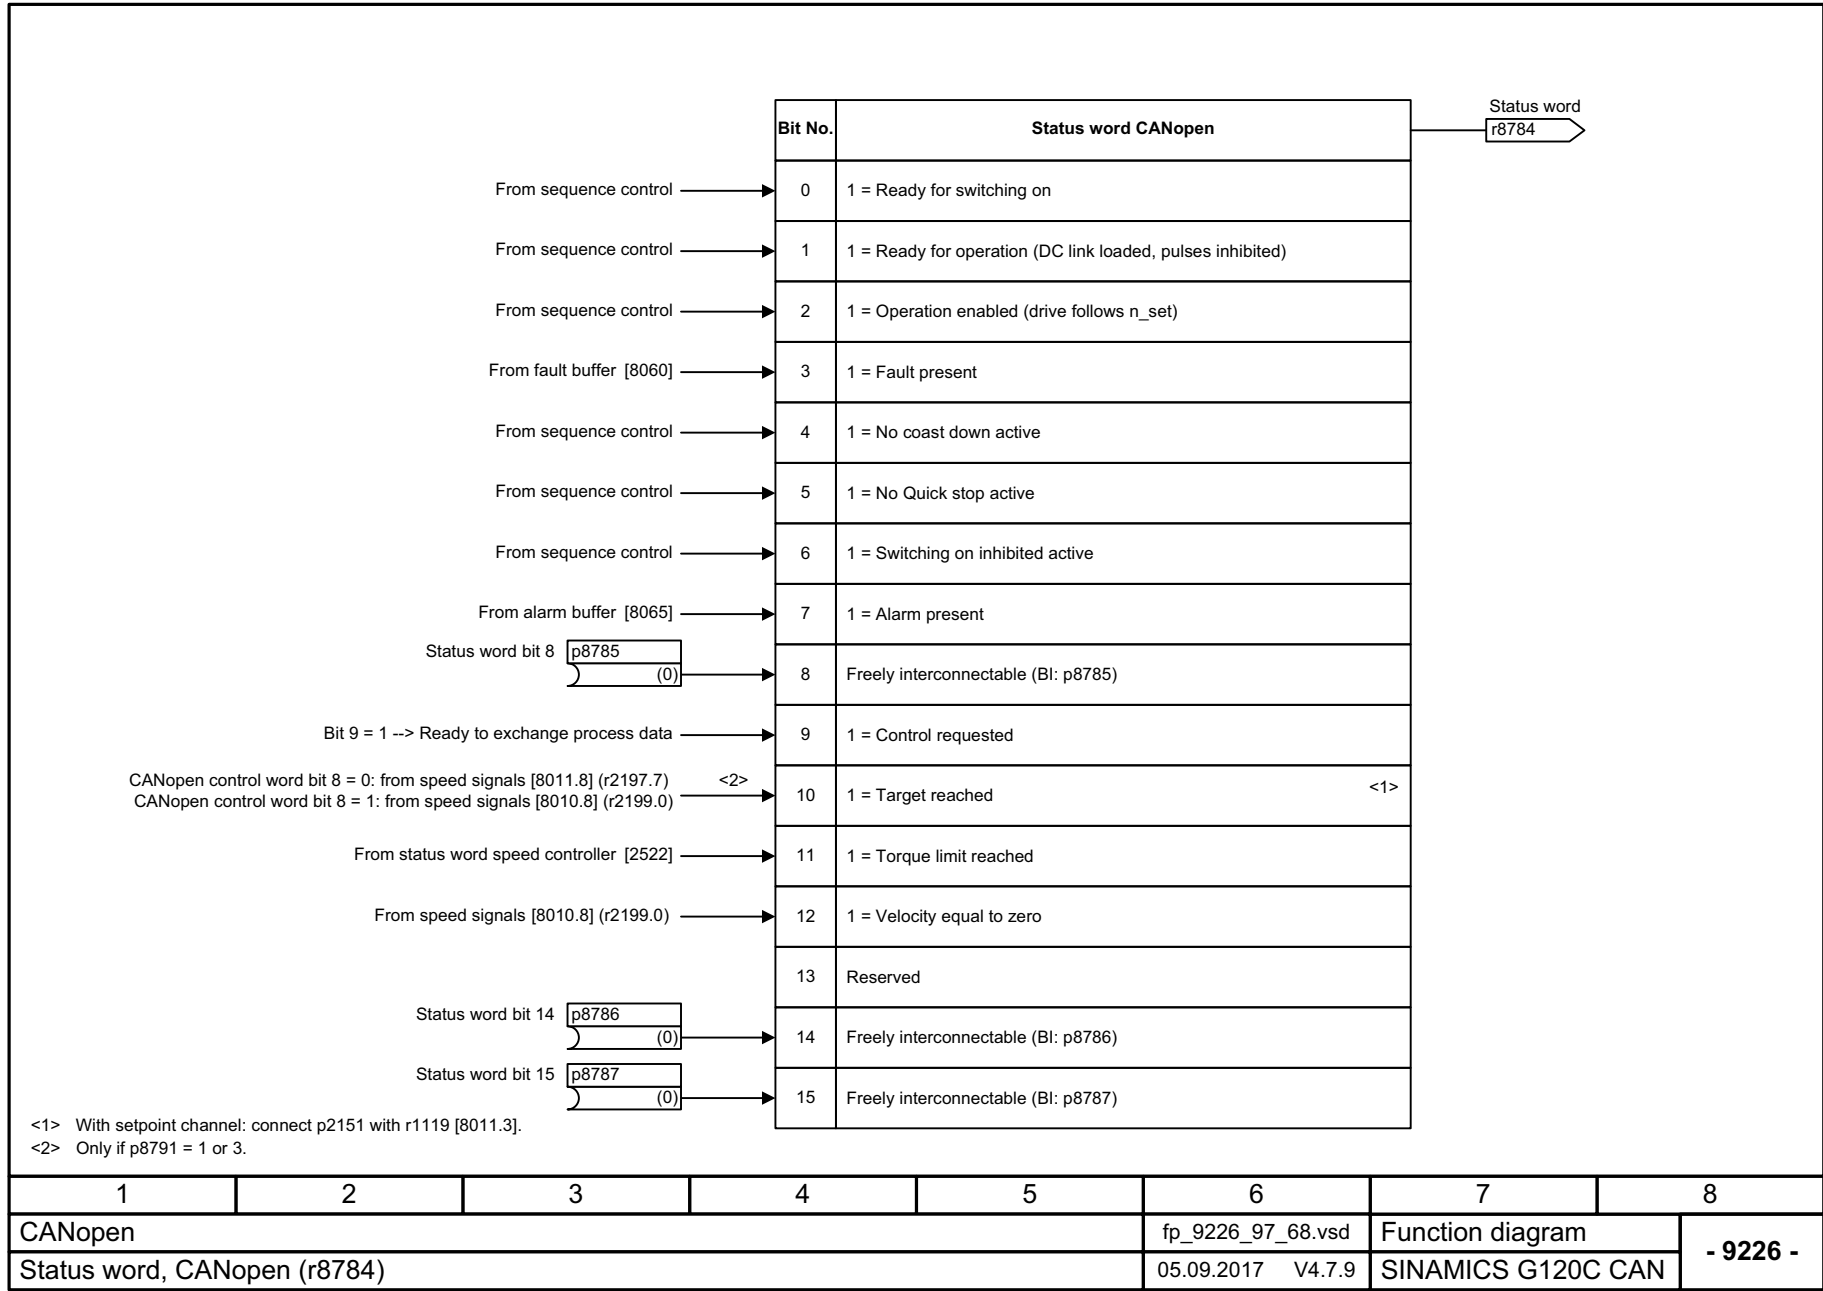 Bit No. Status word CANopen
Status word
r8784
From sequence control 0 1 = Ready for switching on
From sequence control 1 1 = Ready for operation (DC link loaded, pulses inhibited)
From sequence control 2 1 = Operation enabled (drive follows n_set)
From fault buffer [8060] 3 1 = Fault present
From sequence control 4 1 = No coast down active
From sequence control 5 1 = No Quick stop active
From sequence control 6 1 = Switching on inhibited active
From alarm buffer [8065] 7 1 = Alarm present
Status word bit 8 p8785
(0) 8 Freely interconnectable (BI: p8785)
Bit 9 = 1 --> Ready to exchange process data 9 1 = Control requested
CANopen control word bit 8 = 0: from speed signals [8011.8] (r2197.7) <2>
CANopen control word bit 8 = 1: from speed signals [8010.8] (r2199.0) 10 1 = Target reached <1>
From status word speed controller [2522] 11 1 = Torque limit reached
From speed signals [8010.8] (r2199.0) 12 1 = Velocity equal to zero
13 Reserved
Status word bit 14 p8786
(0) 14 Freely interconnectable (BI: p8786)
Status word bit 15 p8787
(0) 15 Freely interconnectable (BI: p8787)
<1> With setpoint channel: connect p2151 with r1119 [8011.3].
<2> Only if p8791 = 1 or 3.
1 2 3 4 5 6 7 8
CANopen fp_9226_97_68.vsd Function diagram
- 9226 -
Status word, CANopen (r8784) 05.09.2017 V4.7.9 SINAMICS G120C CAN